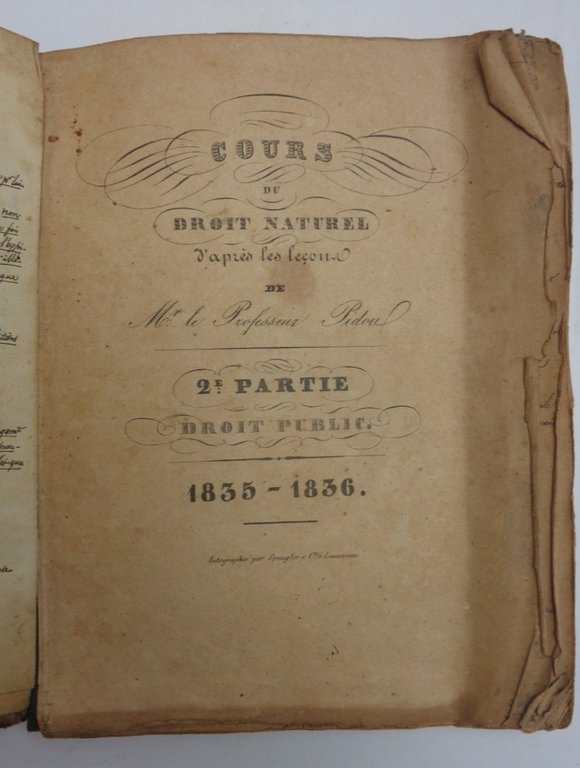 COURS
DU
DROIT NATUREL
d'après les leçons
DE
Mr. le Professeur Pidou
2E. PARTIE
DROIT PUBLIC.
1835 - 1836.
Autographié par Spengler & Cie. à Lausanne.